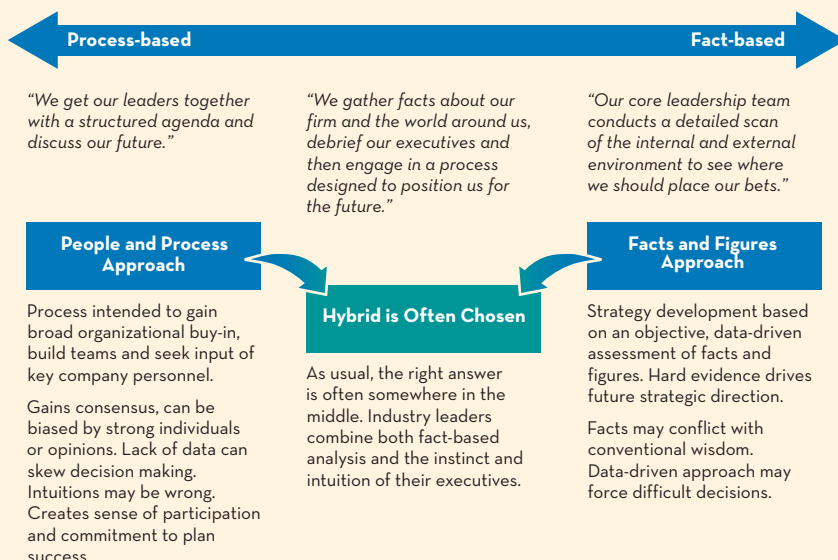 Process-based
Fact-based
“We get our leaders together
with a structured agenda and
discuss our future.”
“We gather facts about our
firm and the world around us,
debrief our executives and
then engage in a process
designed to position us for
the future.”
“Our core leadership team
conducts a detailed scan
of the internal and external
environment to see where
we should place our bets.”
People and Process
Approach
Process intended to gain
broad organizational buy-in,
build teams and seek input of
key company personnel.
Gains consensus, can be
biased by strong individuals
or opinions. Lack of data can
skew decision making.
Intuitions may be wrong.
Creates sense of participation
and commitment to plan
success
Hybrid is Often Chosen
As usual, the right answer
is often somewhere in the
middle. Industry leaders
combine both fact-based
analysis and the instinct and
intuition of their executives.
Facts and Figures
Approach
Strategy development based
on an objective, data-driven
assessment of facts and
figures. Hard evidence drives
future strategic direction.
Facts may conflict with
conventional wisdom.
Data-driven approach may
force difficult decisions.